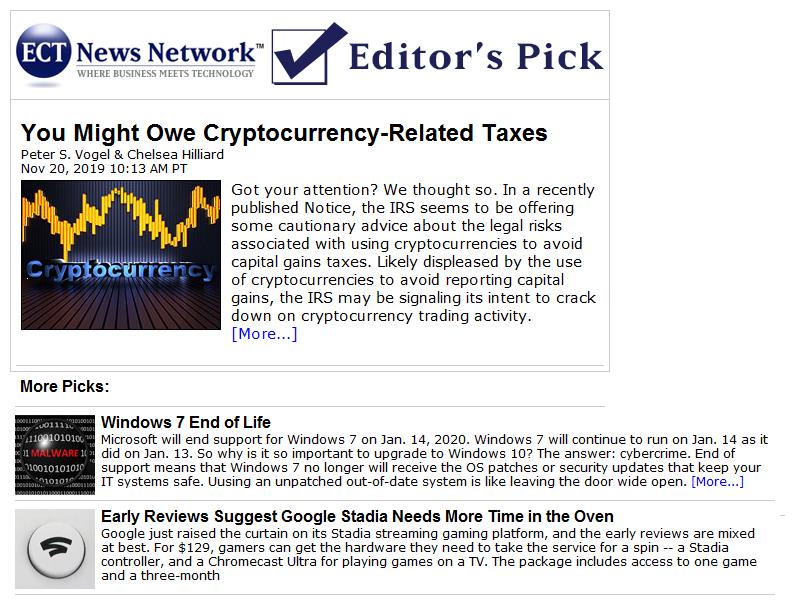 ECT News Network™
WHERE BUSINESS MEETS TECHNOLOGY
Editor's Pick
You Might Owe Cryptocurrency-Related Taxes
Peter S. Vogel & Chelsea Hilliard
Nov 20, 2019 10:13 AM PT
Cryptocurrency
Got your attention? We thought so. In a recently
published Notice, the IRS seems to be offering
some cautionary advice about the legal risks
associated with using cryptocurrencies to avoid
capital gains taxes. Likely displeased by the use
of cryptocurrencies to avoid reporting capital
gains, the IRS may be signaling its intent to crack
down on cryptocurrency trading activity.
[More...]
More Picks:
MALWARE
Windows 7 End of Life
Microsoft will end support for Windows 7 on Jan. 14, 2020. Windows 7 will continue to run on Jan. 14 as it
did on Jan. 13. So why is it so important to upgrade to Windows 10? The answer: cybercrime. End of
support means that Windows 7 no longer will receive the OS patches or security updates that keep your
IT systems safe. Uusing an unpatched out-of-date system is like leaving the door wide open. [More...]
Early Reviews Suggest Google Stadia Needs More Time in the Oven
Google just raised the curtain on its Stadia streaming gaming platform, and the early reviews are mixed
at best. For $129, gamers can get the hardware they need to take the service for a spin -- a Stadia
controller, and a Chromecast Ultra for playing games on a TV. The package includes access to one game
and a three-month